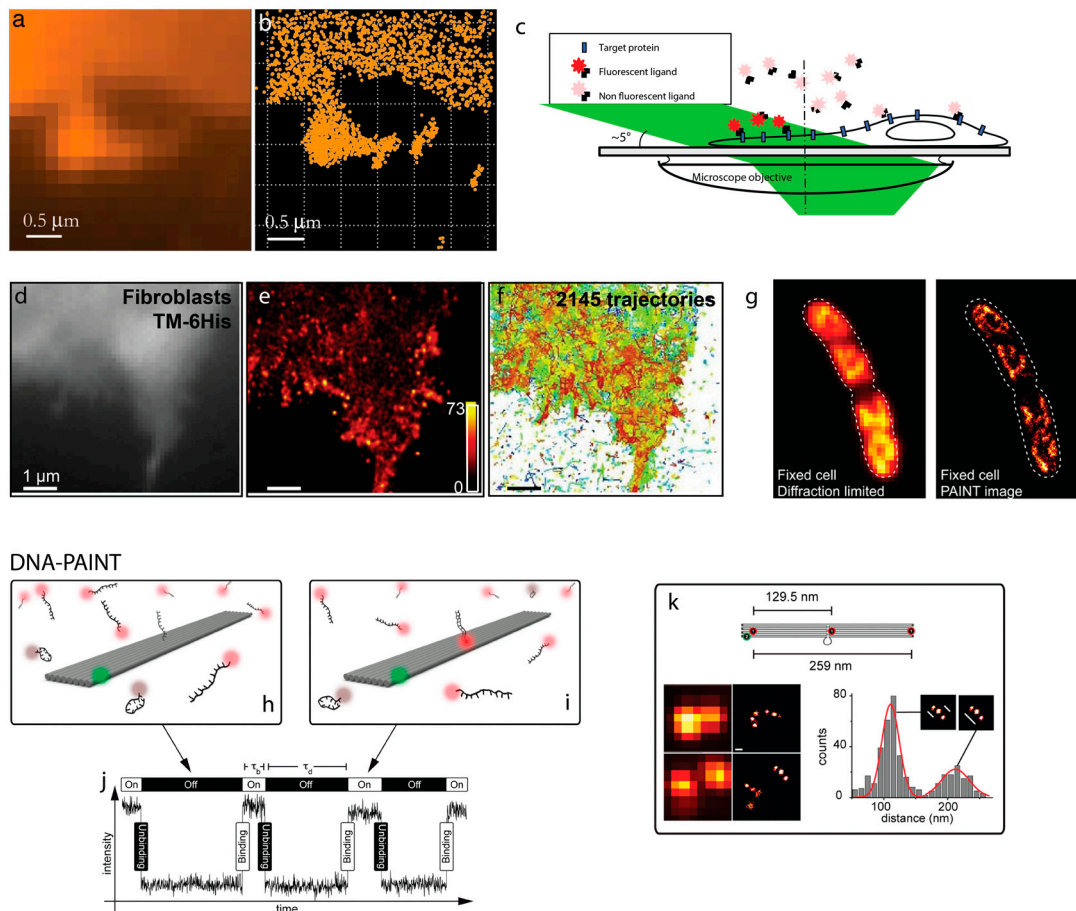 a
0.5 µm
b
0.5 µm
c
Target protein
Fluorescent ligand
Non fluorescent ligand
~5°
Microscope objective
d
Fibroblasts
TM-6His
1 µm
e
73
0
f
2145 trajectories
g
Fixed cell
Diffraction limited
Fixed cell
PAINT image
DNA-PAINT
h
i
j
τb
τd
On
Off
On
Off
On
Off
On
Unbinding
Binding
Unbinding
Binding
Unbinding
Binding
intensity
time
k
129.5 nm
259 nm
counts
80
40
0
100
200
distance (nm)